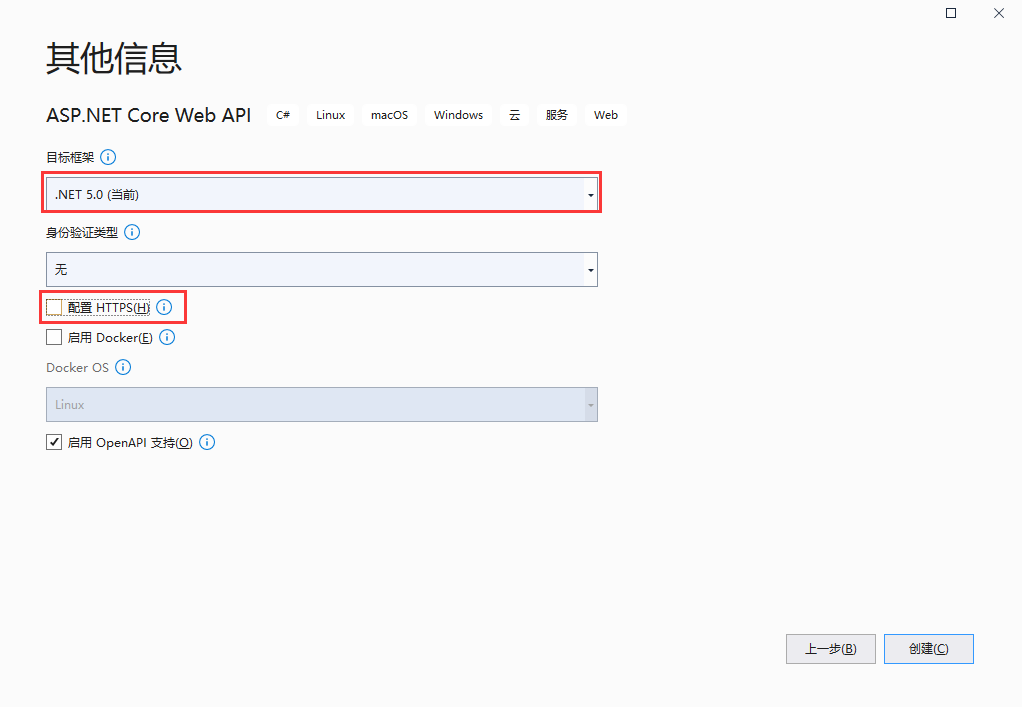 其他信息
ASP.NET Core Web API C# Linux macOS Windows 云 服务 Web
目标框架
.NET 5.0 (当前)
身份验证类型
无
配置 HTTPS(H)
启用 Docker(E)
Docker OS
Linux
启用 OpenAPI 支持(O)
上一步(B) 创建(C)